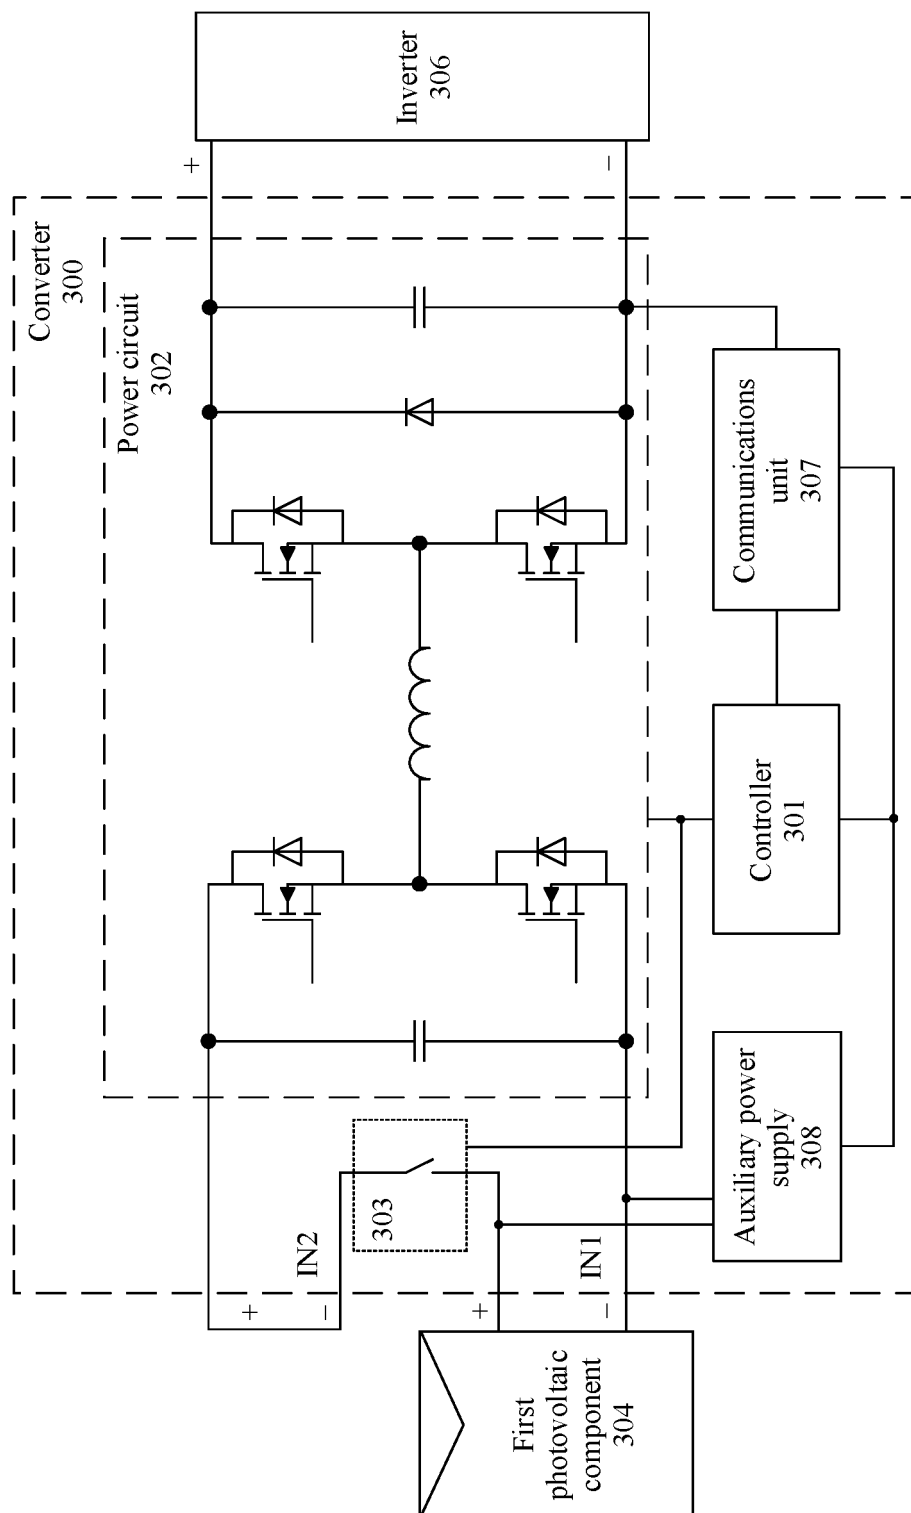 Converter
300
Power circuit
302
Inverter
306
+
−
Communications
unit
307
Controller
301
Auxiliary power
supply
308
303
IN2
+
−
IN1
+
−
First
photovoltaic
component
304